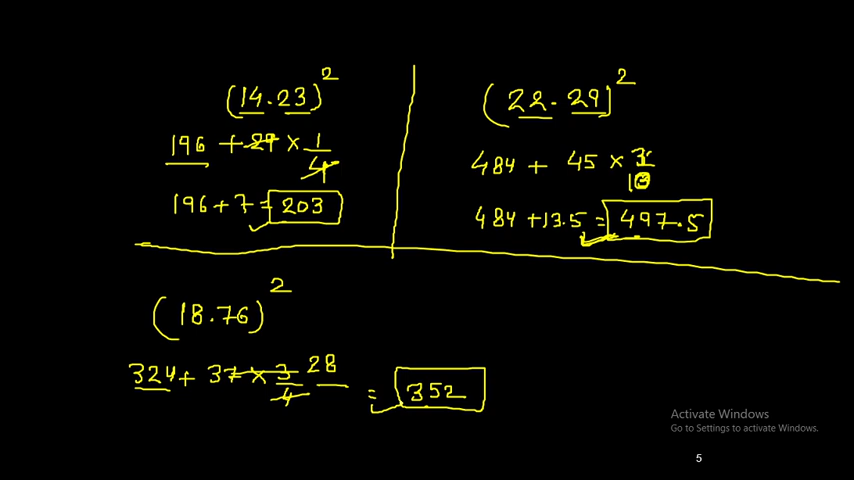 (14.23)²
196 + 29 × 1/4
196 + 7 = 203
(22.29)²
484 + 45 × 3/10
484 + 13.5 = 497.5
(18.76)²
324 + 37 × 3/4 28 = 352
Activate Windows
Go to Settings to activate Windows.
5